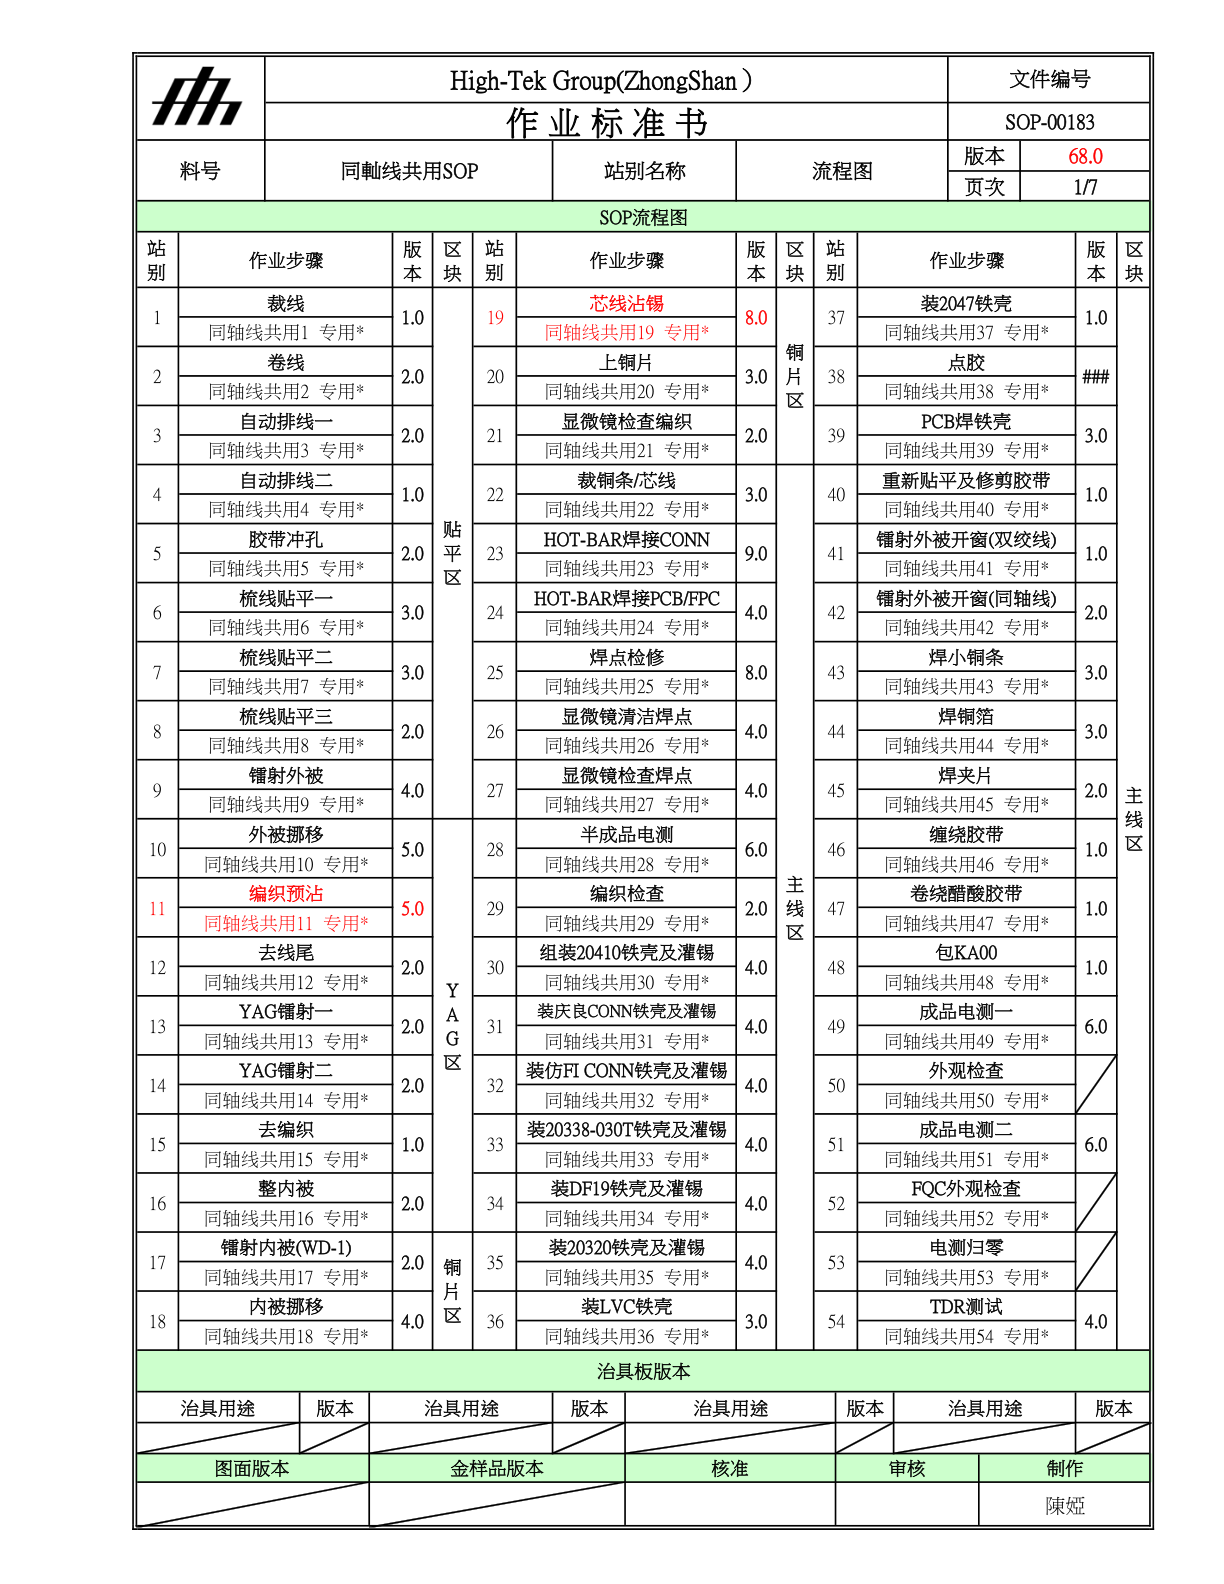 High-Tek Group(ZhongShan）
文件编号
作业标准书
SOP-00183
料号
同軸线共用SOP
站别名称
流程图
版本
68.0
页次
1/7
SOP流程图
站别 作业步骤 版本 区块 站别 作业步骤 版本 区块 站别 作业步骤 版本 区块
1 裁线 1.0
同轴线共用1 专用*
2 卷线 2.0
同轴线共用2 专用*
3 自动排线一 2.0
同轴线共用3 专用*
4 自动排线二 1.0
同轴线共用4 专用*
5 胶带冲孔 2.0
同轴线共用5 专用*
6 梳线贴平一 3.0
同轴线共用6 专用*
7 梳线贴平二 3.0
同轴线共用7 专用*
8 梳线贴平三 2.0
同轴线共用8 专用*
9 镭射外被 4.0
同轴线共用9 专用*
贴平区
10 外被挪移 5.0
同轴线共用10 专用*
11 编织预沾 5.0
同轴线共用11 专用*
12 去线尾 2.0
同轴线共用12 专用*
13 YAG镭射一 2.0
同轴线共用13 专用*
14 YAG镭射二 2.0
同轴线共用14 专用*
15 去编织 1.0
同轴线共用15 专用*
16 整内被 2.0
同轴线共用16 专用*
YAG区
17 镭射内被(WD-1) 2.0
同轴线共用17 专用*
18 内被挪移 4.0
同轴线共用18 专用*
铜片区
19 芯线沾锡 8.0
同轴线共用19 专用*
20 上铜片 3.0
同轴线共用20 专用*
21 显微镜检查编织 2.0
同轴线共用21 专用*
铜片区
22 裁铜条/芯线 3.0
同轴线共用22 专用*
23 HOT-BAR焊接CONN 9.0
同轴线共用23 专用*
24 HOT-BAR焊接PCB/FPC 4.0
同轴线共用24 专用*
25 焊点检修 8.0
同轴线共用25 专用*
26 显微镜清洁焊点 4.0
同轴线共用26 专用*
27 显微镜检查焊点 4.0
同轴线共用27 专用*
28 半成品电测 6.0
同轴线共用28 专用*
29 编织检查 2.0
同轴线共用29 专用*
30 组装20410铁壳及灌锡 4.0
同轴线共用30 专用*
31 装庆良CONN铁壳及灌锡 4.0
同轴线共用31 专用*
32 装仿FI CONN铁壳及灌锡 4.0
同轴线共用32 专用*
33 装20338-030T铁壳及灌锡 4.0
同轴线共用33 专用*
34 装DF19铁壳及灌锡 4.0
同轴线共用34 专用*
35 装20320铁壳及灌锡 4.0
同轴线共用35 专用*
36 装LVC铁壳 3.0
同轴线共用36 专用*
主线区
37 装2047铁壳 1.0
同轴线共用37 专用*
38 点胶 ###
同轴线共用38 专用*
39 PCB焊铁壳 3.0
同轴线共用39 专用*
40 重新贴平及修剪胶带 1.0
同轴线共用40 专用*
41 镭射外被开窗(双绞线) 1.0
同轴线共用41 专用*
42 镭射外被开窗(同轴线) 2.0
同轴线共用42 专用*
43 焊小铜条 3.0
同轴线共用43 专用*
44 焊铜箔 3.0
同轴线共用44 专用*
45 焊夹片 2.0
同轴线共用45 专用*
46 缠绕胶带 1.0
同轴线共用46 专用*
47 卷绕醋酸胶带 1.0
同轴线共用47 专用*
48 包KA00 1.0
同轴线共用48 专用*
49 成品电测一 6.0
同轴线共用49 专用*
50 外观检查
同轴线共用50 专用*
51 成品电测二 6.0
同轴线共用51 专用*
52 FQC外观检查
同轴线共用52 专用*
53 电测归零
同轴线共用53 专用*
54 TDR测试 4.0
同轴线共用54 专用*
主线区
治具板版本
治具用途 版本 治具用途 版本 治具用途 版本 治具用途 版本
图面版本 金样品版本 核准 审核 制作
陳婭